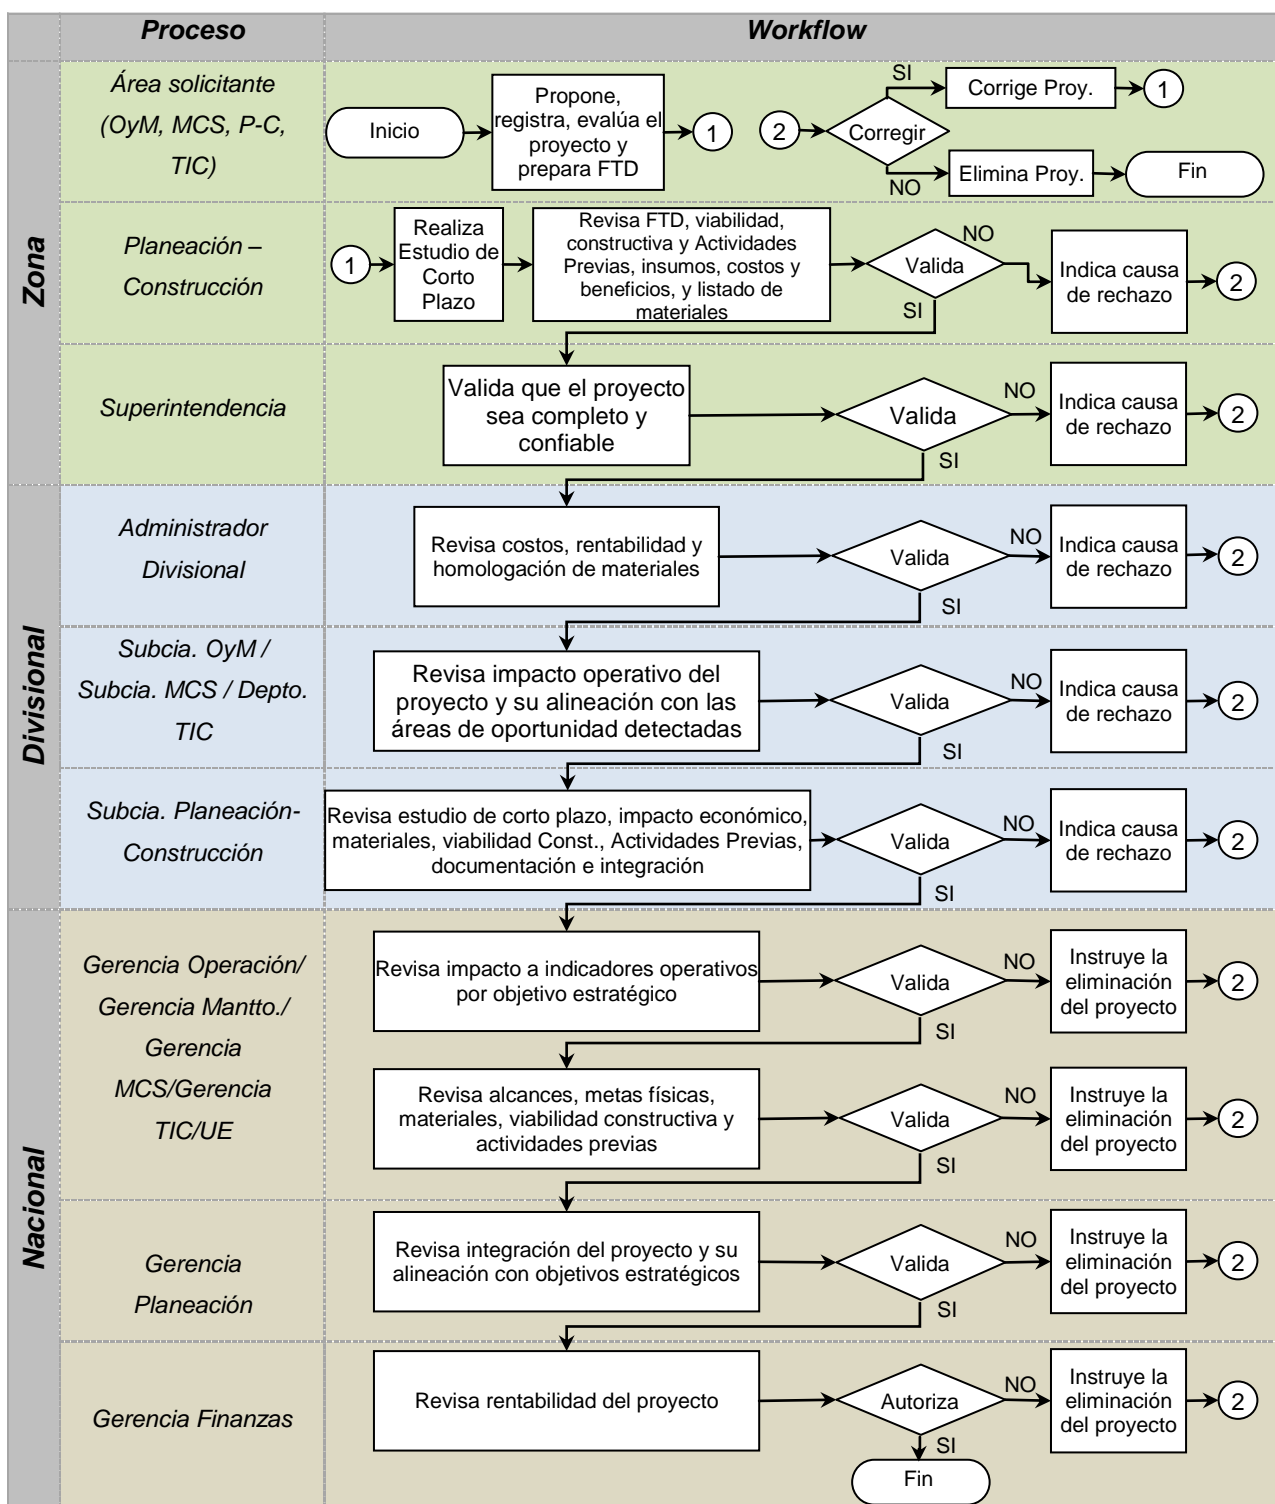 Proceso
Workflow
Zona
Área solicitante
(OyM, MCS, P-C,
TIC)
Inicio
Propone,
registra, evalúa el
proyecto y
prepara FTD
1
2
Corregir
SI
Corrige Proy.
1
NO
Elimina Proy.
Fin
Planeación –
Construcción
1
Realiza
Estudio de
Corto
Plazo
Revisa FTD, viabilidad,
constructiva y Actividades
Previas, insumos, costos y
beneficios, y listado de
materiales
Valida
NO
SI
Indica causa
de rechazo
2
Superintendencia
Valida que el proyecto
sea completo y
confiable
Valida
NO
SI
Indica causa
de rechazo
2
Divisional
Administrador
Divisional
Revisa costos, rentabilidad y
homologación de materiales
Valida
NO
SI
Indica causa
de rechazo
2
Subcia. OyM /
Subcia. MCS / Depto.
TIC
Revisa impacto operativo del
proyecto y su alineación con las
áreas de oportunidad detectadas
Valida
NO
SI
Indica causa
de rechazo
2
Subcia. Planeación-
Construcción
Revisa estudio de corto plazo, impacto económico,
materiales, viabilidad Const., Actividades Previas,
documentación e integración
Valida
NO
SI
Indica causa
de rechazo
2
Nacional
Gerencia Operación/
Gerencia Mantto./
Gerencia
MCS/Gerencia
TIC/UE
Revisa impacto a indicadores operativos
por objetivo estratégico
Valida
NO
SI
Instruye la
eliminación
del proyecto
2
Revisa alcances, metas físicas,
materiales, viabilidad constructiva y
actividades previas
Valida
NO
SI
Instruye la
eliminación
del proyecto
2
Gerencia
Planeación
Revisa integración del proyecto y su
alineación con objetivos estratégicos
Valida
NO
SI
Instruye la
eliminación
del proyecto
2
Gerencia Finanzas
Revisa rentabilidad del proyecto
Autoriza
NO
SI
Instruye la
eliminación
del proyecto
2
Fin